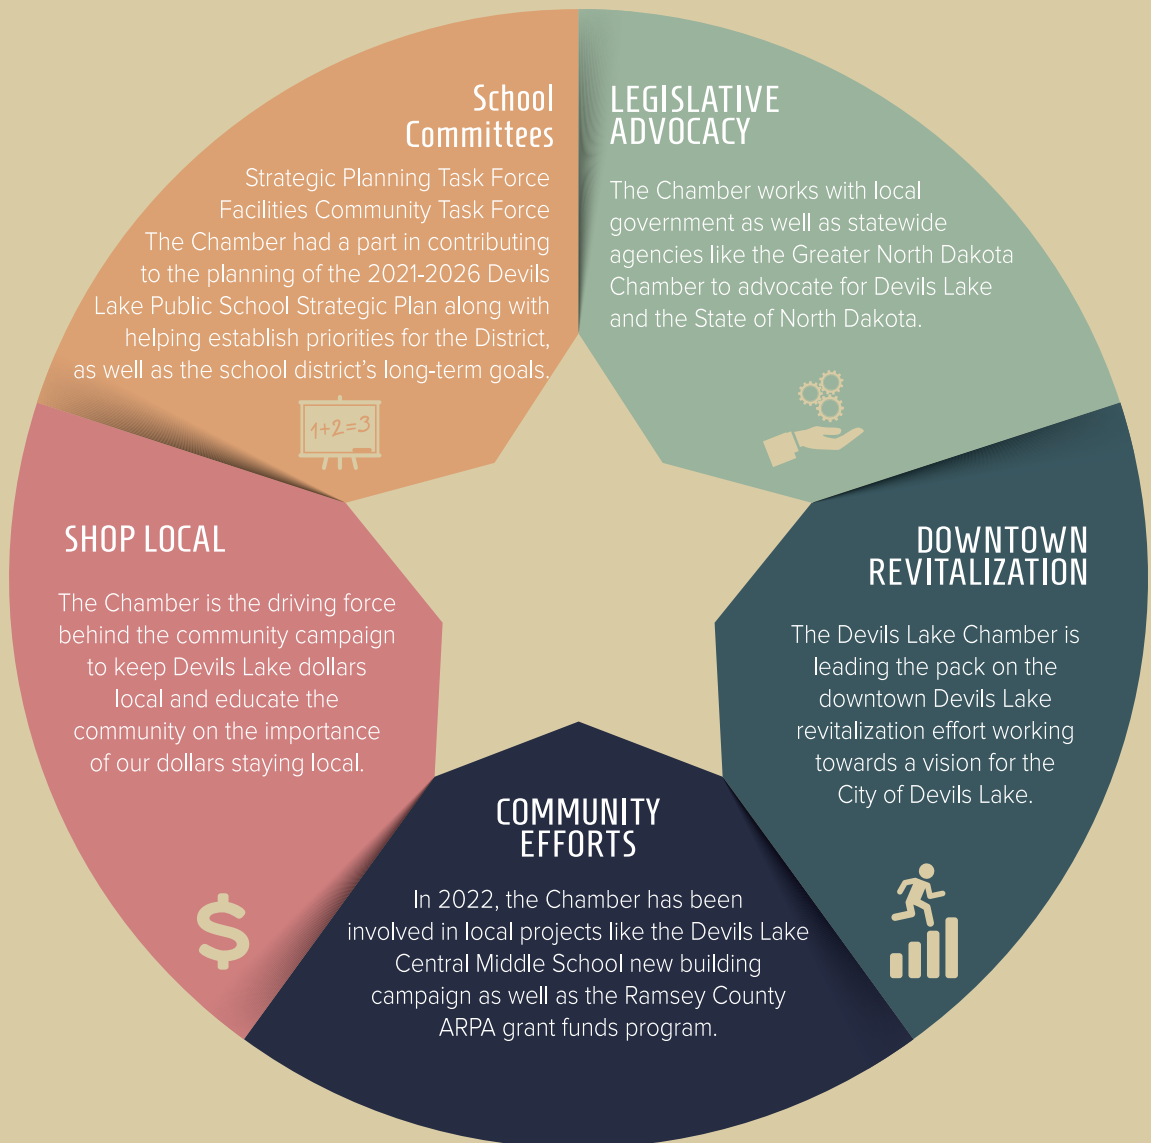 School
Committees
Strategic Planning Task Force
Facilities Community Task Force
The Chamber had a part in contributing
to the planning of the 2021-2026 Devils
Lake Public School Strategic Plan along with
helping establish priorities for the District,
as well as the school district's long-term goals.
1+2=3
LEGISLATIVE
ADVOCACY
The Chamber works with local
government as well as statewide
agencies like the Greater North Dakota
Chamber to advocate for Devils Lake
and the State of North Dakota.
SHOP LOCAL
The Chamber is the driving force
behind the community campaign
to keep Devils Lake dollars
local and educate the
community on the importance
of our dollars staying local.
$
DOWNTOWN
REVITALIZATION
The Devils Lake Chamber is
leading the pack on the
downtown Devils Lake
revitalization effort working
towards a vision for the
City of Devils Lake.
COMMUNITY
EFFORTS
In 2022, the Chamber has been
involved in local projects like the Devils Lake
Central Middle School new building
campaign as well as the Ramsey County
ARPA grant funds program.